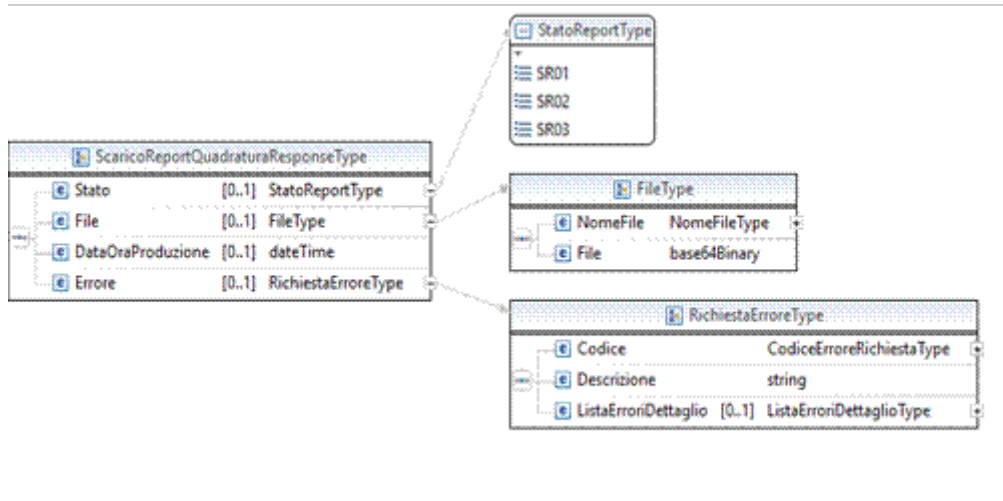 StatoReportType
SR01
SR02
SR03
ScaricoReportQuadraturaResponseType
Stato [0..1] StatoReportType
File [0..1] FileType
DataOraProduzione [0..1] dateTime
Errore [0..1] RichiestaErroreType
FileType
NomeFile NomeFileType
File base64Binary
RichiestaErroreType
Codice CodiceErroreRichiestaType
Descrizione string
ListaErroriDettaglio [0..1] ListaErroriDettaglioType